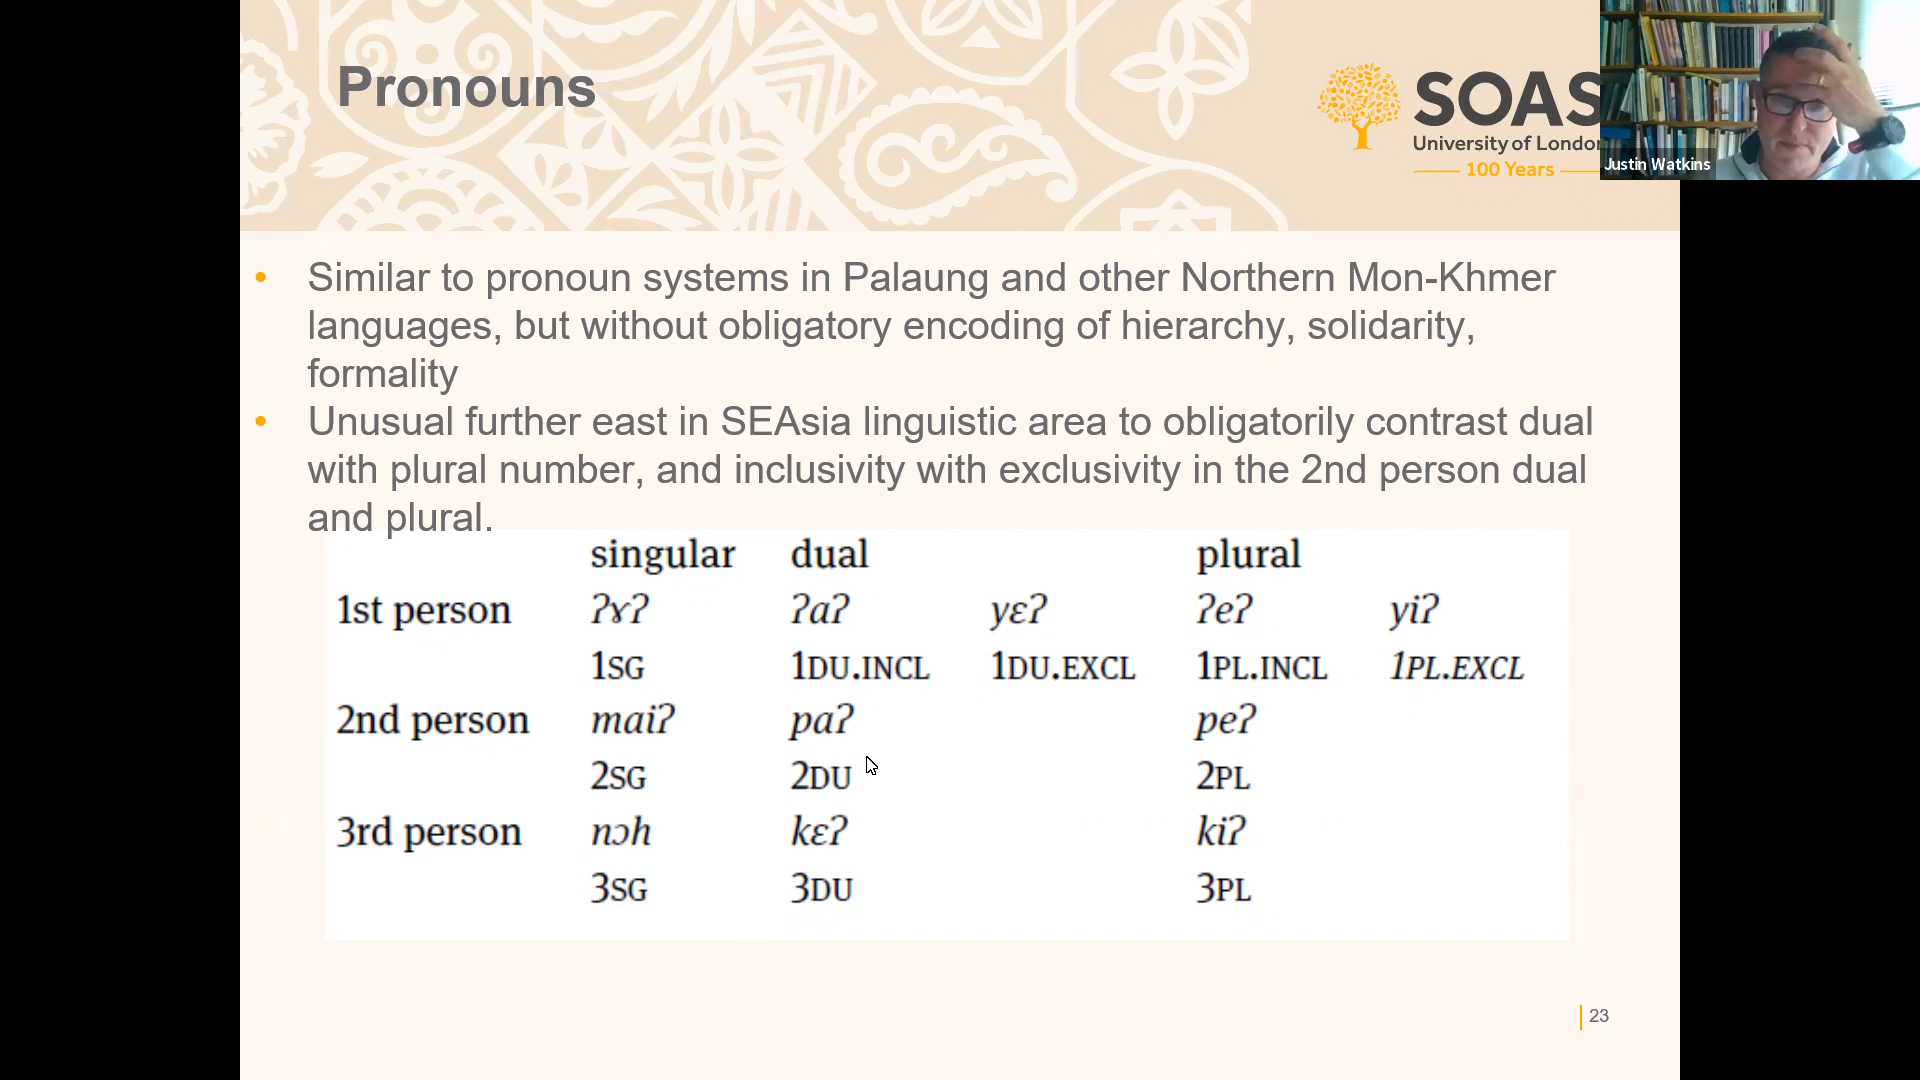 Pronouns
SOAS
University of London
100 Years
Justin Watkins
• Similar to pronoun systems in Palaung and other Northern Mon-Khmer
languages, but without obligatory encoding of hierarchy, solidarity,
formality
• Unusual further east in SEAsia linguistic area to obligatorily contrast dual
with plural number, and inclusivity with exclusivity in the 2nd person dual
and plural.
singular dual plural
1st person ʔɤʔ ʔaʔ yɛʔ ʔeʔ yiʔ
1SG 1DU.INCL 1DU.EXCL 1PL.INCL 1PL.EXCL
2nd person maiʔ paʔ peʔ
2SG 2DU 2PL
3rd person nɔh kɛʔ kiʔ
3SG 3DU 3PL
23